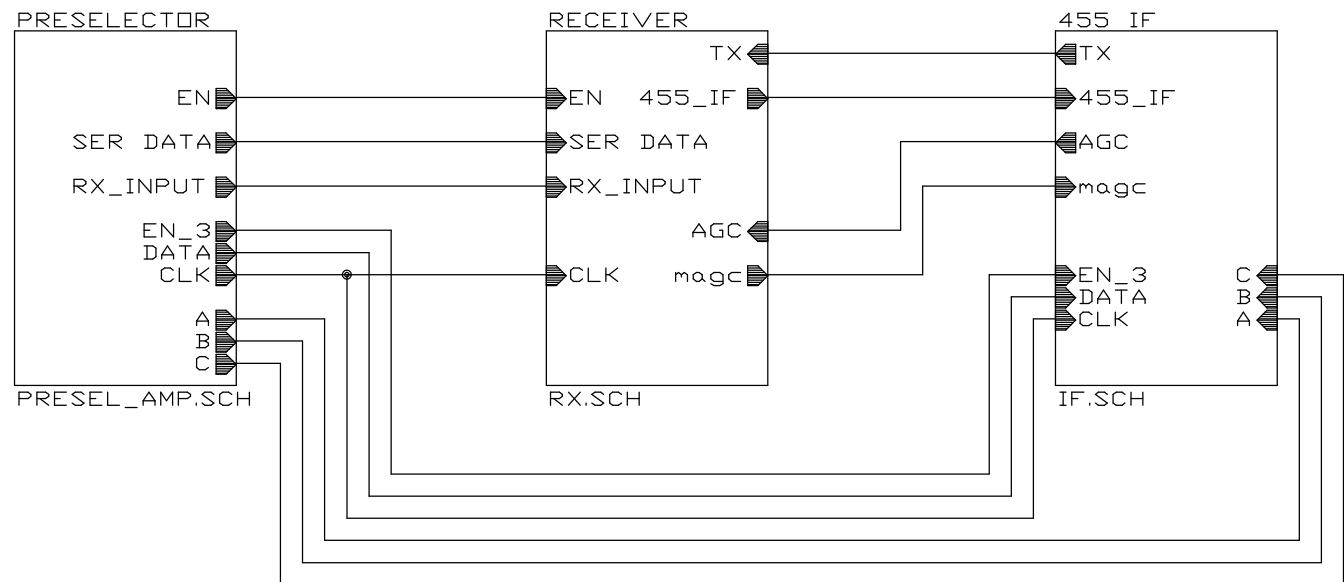 PRESELECTOR
EN
SER DATA
RX_INPUT
EN_3
DATA
CLK
A
B
C
PRESEL_AMP.SCH
RECEIVER
TX
EN 455_IF
SER DATA
RX_INPUT
AGC
CLK magc
RX.SCH
455 IF
TX
455_IF
AGC
magc
EN_3 C
DATA B
CLK A
IF.SCH